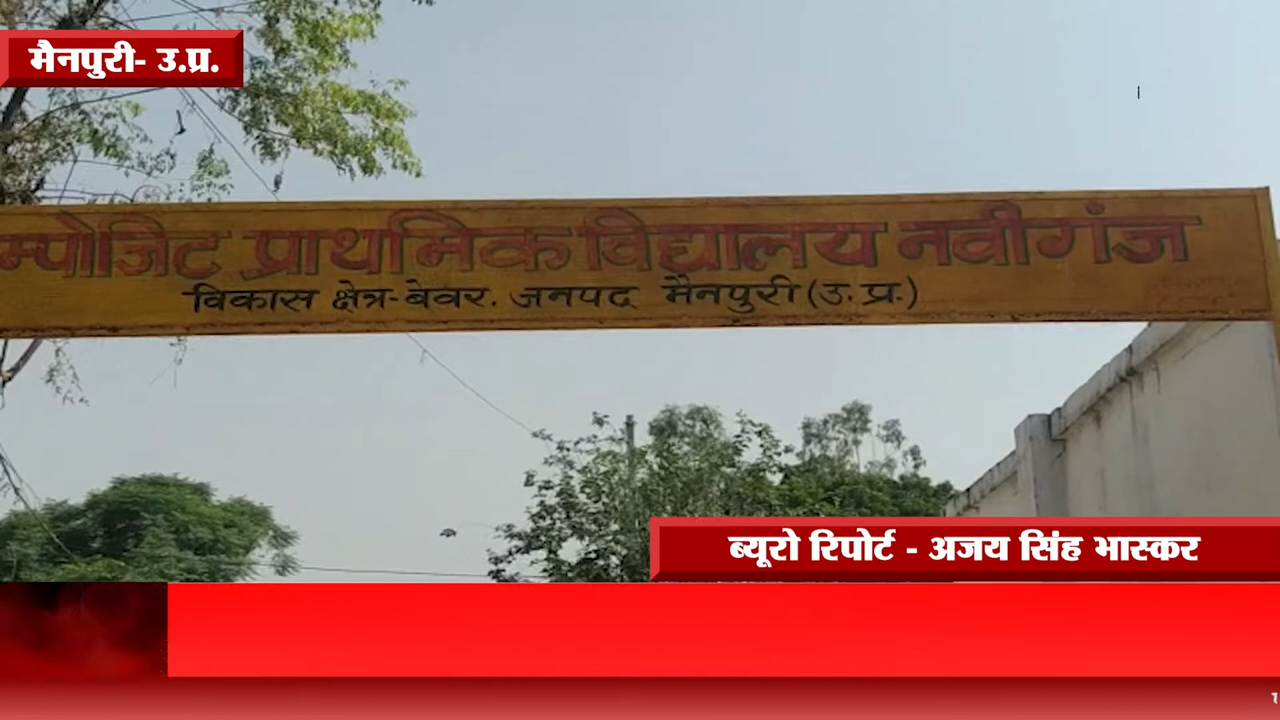 मैनपुरी- उ.प्र.
म्पोजिट प्राथमिक विद्यालय नवीगंज
विकास क्षेत्र-बेवर. जनपद मैनपुरी (उ.प्र.)
ब्यूरो रिपोर्ट - अजय सिंह भास्कर